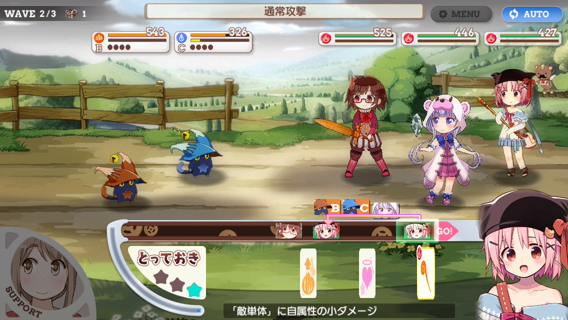 WAVE 2/3 1
通常攻撃
MENU
AUTO
B 543
C 326
525
446
427
B
C
GO!
とっておき
SUPPORT
「敵単体」に自属性の小ダメージ